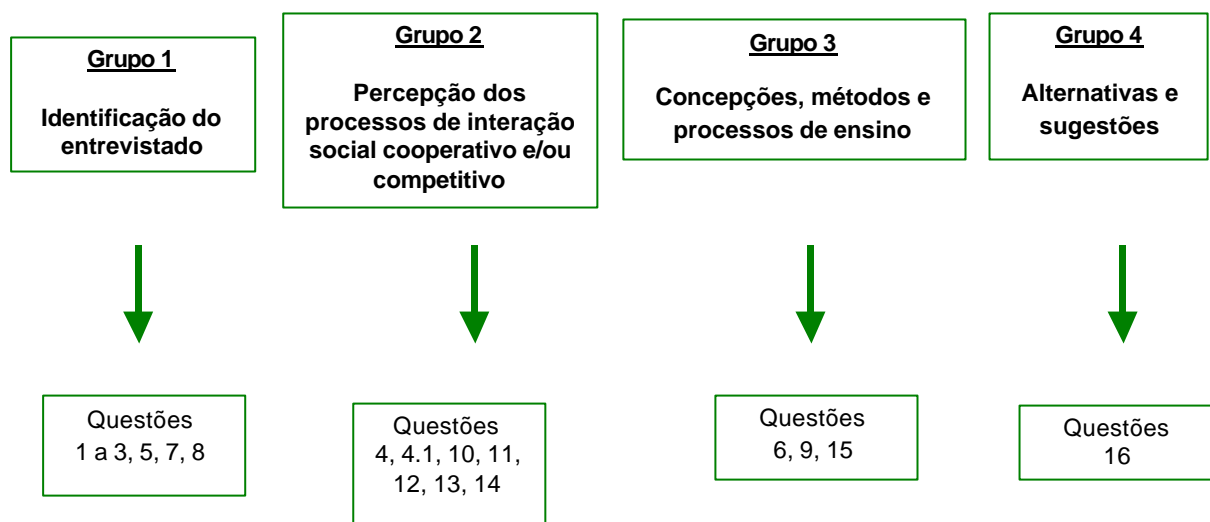 Grupo 1
Identificação do
entrevistado
Grupo 2
Percepção dos
processos de interação
social cooperativo e/ou
competitivo
Grupo 3
Concepções, métodos e
processos de ensino
Grupo 4
Alternativas e
sugestões
Questões
1 a 3, 5, 7, 8
Questões
4, 4.1, 10, 11,
12, 13, 14
Questões
6, 9, 15
Questões
16